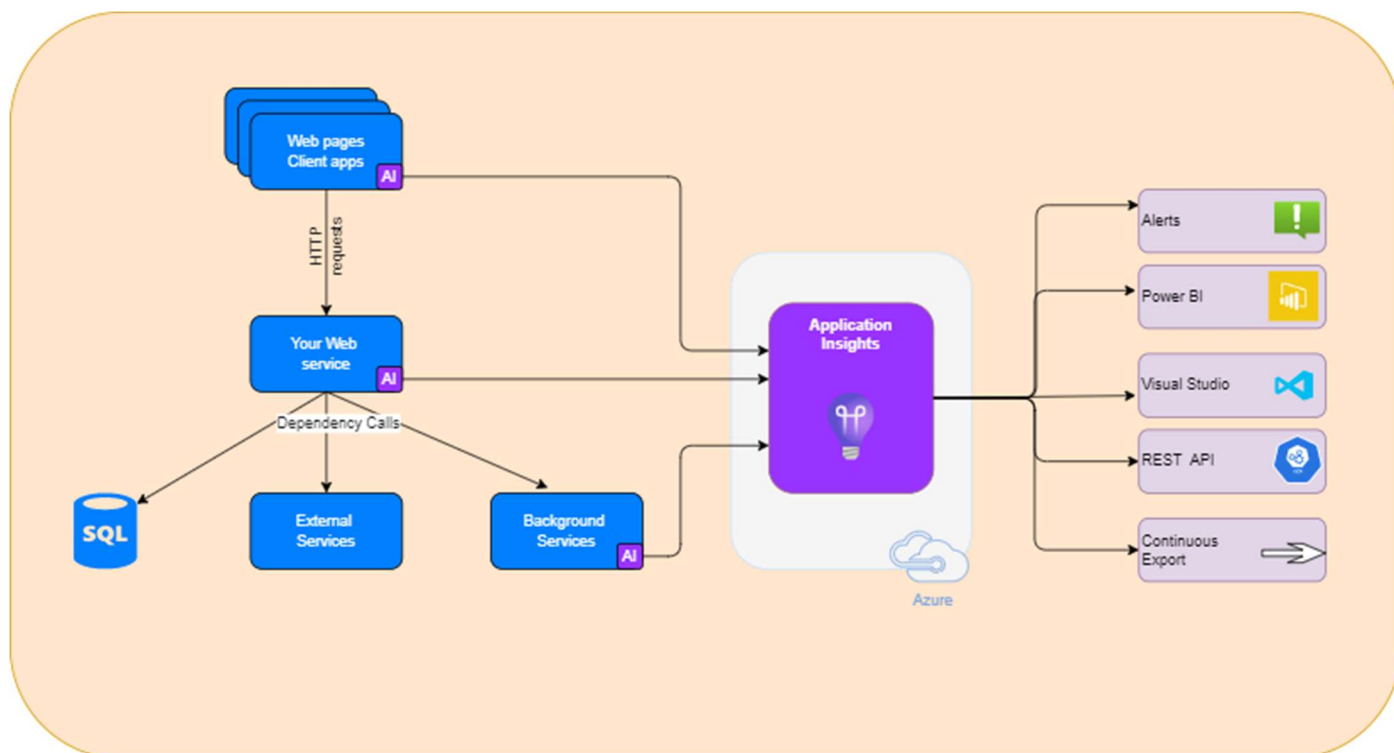 Web pages
Client apps
AI
HTTP
requests
Your Web
service
AI
Dependency Calls
SQL
External
Services
Background
Services
AI
Application
Insights
Azure
Alerts
Power BI
Visual Studio
REST API
Continuous
Export